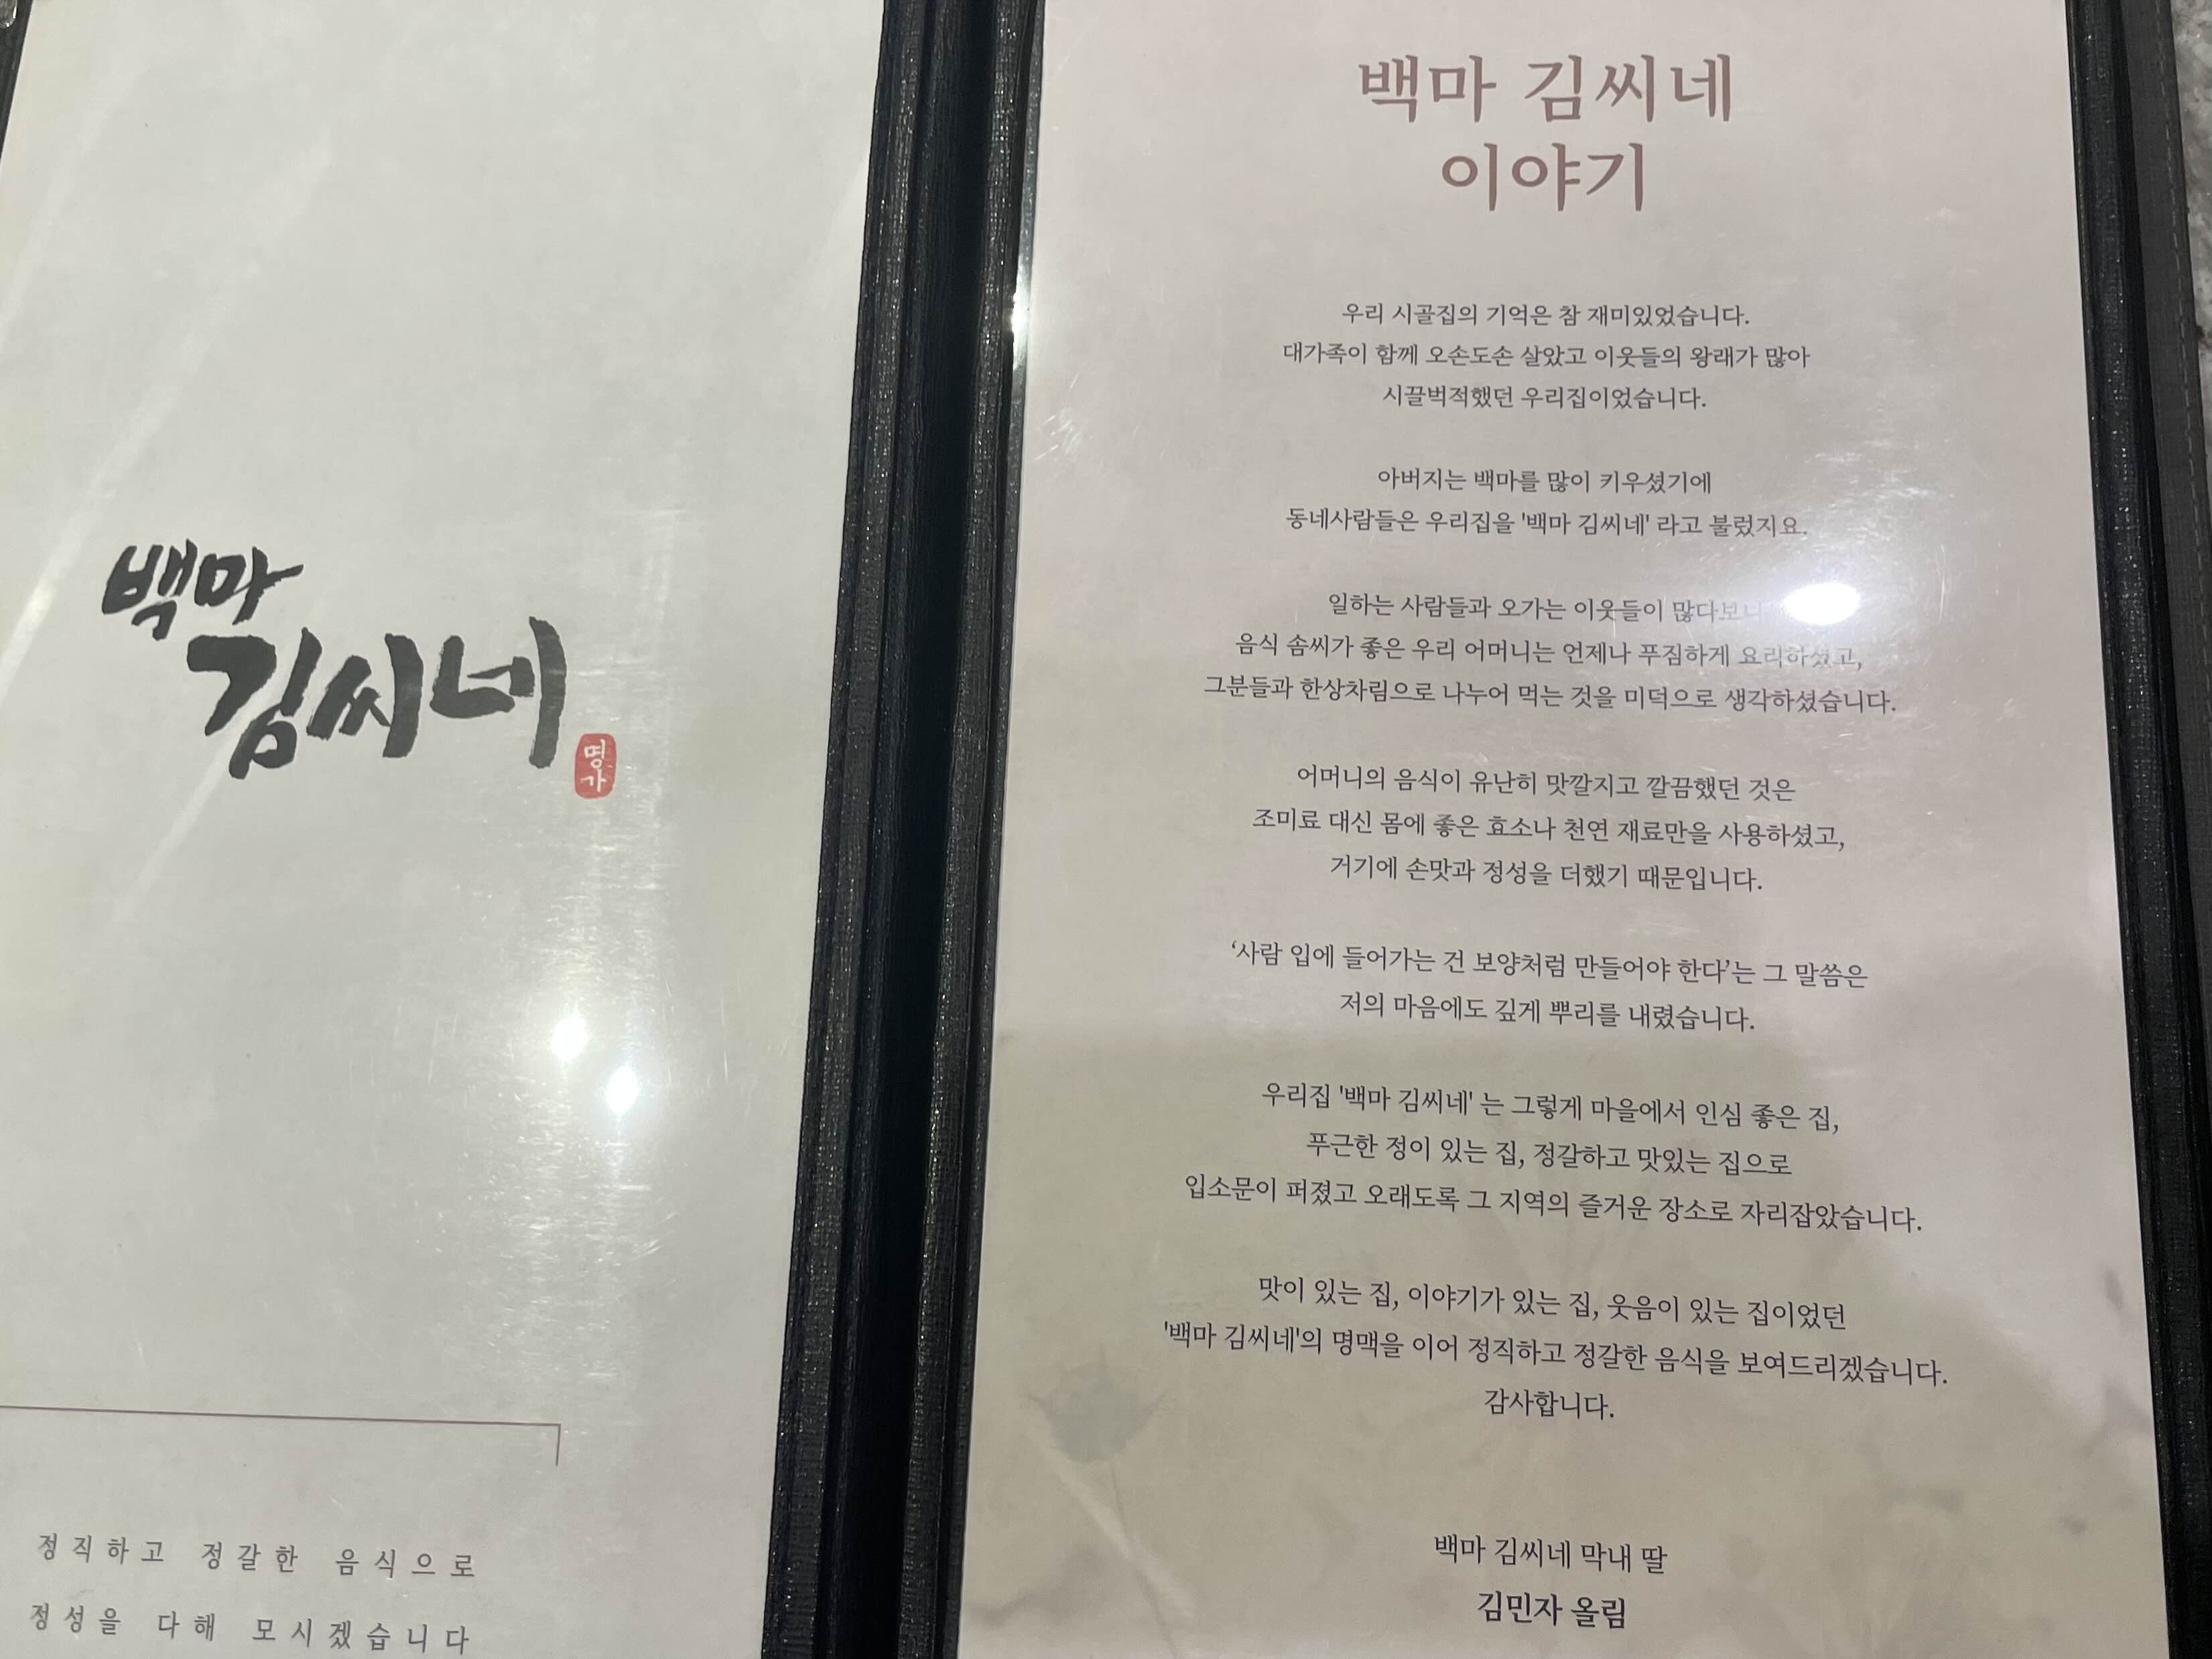 백마
김씨네
명가
정직하고 정갈한 음식으로
정성을 다해 모시겠습니다
백마 김씨네
이야기
우리 시골집의 기억은 참 재미있었습니다.
대가족이 함께 오손도손 살았고 이웃들의 왕래가 많아
시끌벅적했던 우리집이었습니다.
아버지는 백마를 많이 키우셨기에
동네사람들은 우리집을 '백마 김씨네' 라고 불렀지요.
일하는 사람들과 오가는 이웃들이 많다보니
음식 솜씨가 좋은 우리 어머니는 언제나 푸짐하게 요리하셨고,
그분들과 한상차림으로 나누어 먹는 것을 미덕으로 생각하셨습니다.
어머니의 음식이 유난히 맛깔지고 깔끔했던 것은
조미료 대신 몸에 좋은 효소나 천연 재료만을 사용하셨고,
거기에 손맛과 정성을 더했기 때문입니다.
‘사람 입에 들어가는 건 보양처럼 만들어야 한다’는 그 말씀은
저의 마음에도 깊게 뿌리를 내렸습니다.
우리집 '백마 김씨네' 는 그렇게 마을에서 인심 좋은 집,
푸근한 정이 있는 집, 정갈하고 맛있는 집으로
입소문이 퍼졌고 오래도록 그 지역의 즐거운 장소로 자리잡았습니다.
맛이 있는 집, 이야기가 있는 집, 웃음이 있는 집이었던
'백마 김씨네'의 명맥을 이어 정직하고 정갈한 음식을 보여드리겠습니다.
감사합니다.
백마 김씨네 막내 딸
김민자 올림